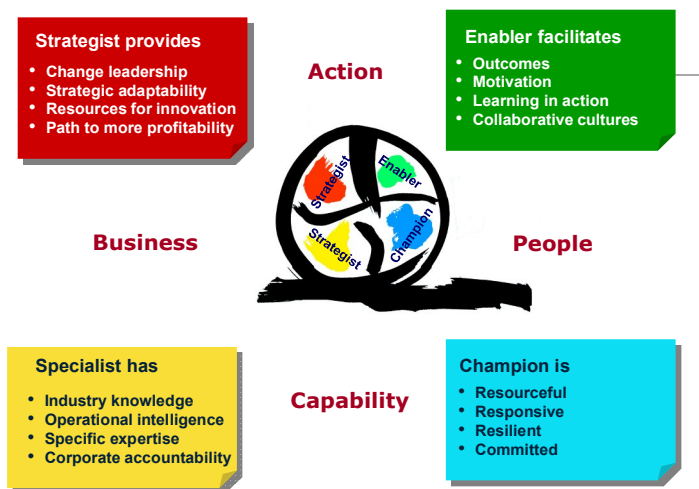 Strategist provides
• Change leadership
• Strategic adaptability
• Resources for innovation
• Path to more profitability
Action
Enabler facilitates
• Outcomes
• Motivation
• Learning in action
• Collaborative cultures
Strategist
Enabler
Business
Strategist
Champion
People
Specialist has
• Industry knowledge
• Operational intelligence
• Specific expertise
• Corporate accountability
Capability
Champion is
• Resourceful
• Responsive
• Resilient
• Committed